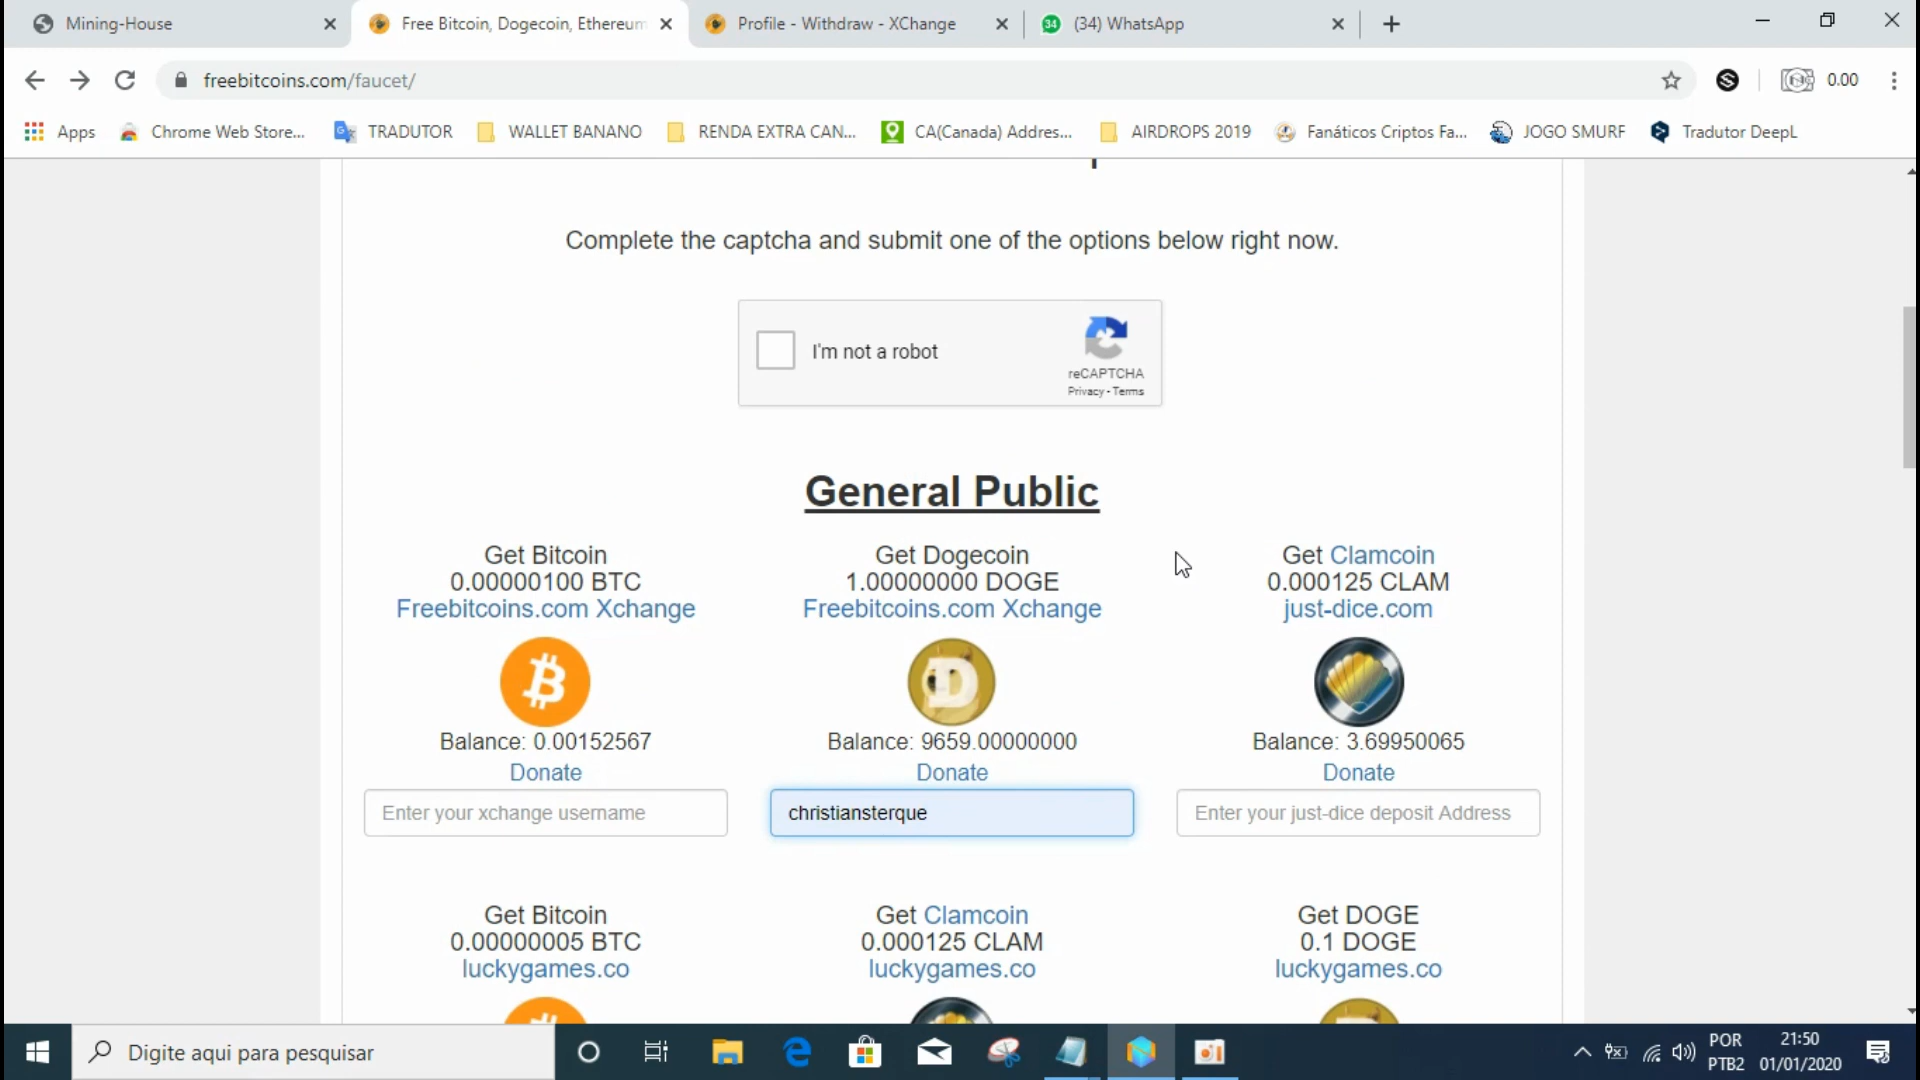 Mining-House
Free Bitcoin, Dogecoin, Ethereum
Profile - Withdraw - XChange
34
(34) WhatsApp
freebitcoins.com/faucet/
0.00
Apps
Chrome Web Store...
TRADUTOR
WALLET BANANO
RENDA EXTRA CAN...
CA(Canada) Addres...
AIRDROPS 2019
Fanáticos Criptos Fa...
JOGO SMURF
Tradutor DeepL
Complete the captcha and submit one of the options below right now.
I'm not a robot
reCAPTCHA
Privacy - Terms
General Public
Get Bitcoin
0.00000100 BTC
Freebitcoins.com Xchange
Balance: 0.00152567
Donate
Enter your xchange username
Get Dogecoin
1.00000000 DOGE
Freebitcoins.com Xchange
Balance: 9659.00000000
Donate
christiansterque
Get Clamcoin
0.000125 CLAM
just-dice.com
Balance: 3.69950065
Donate
Enter your just-dice deposit Address
Get Bitcoin
0.00000005 BTC
luckygames.co
Get Clamcoin
0.000125 CLAM
luckygames.co
Get DOGE
0.1 DOGE
luckygames.co
Digite aqui para pesquisar
POR
PTB2
21:50
01/01/2020